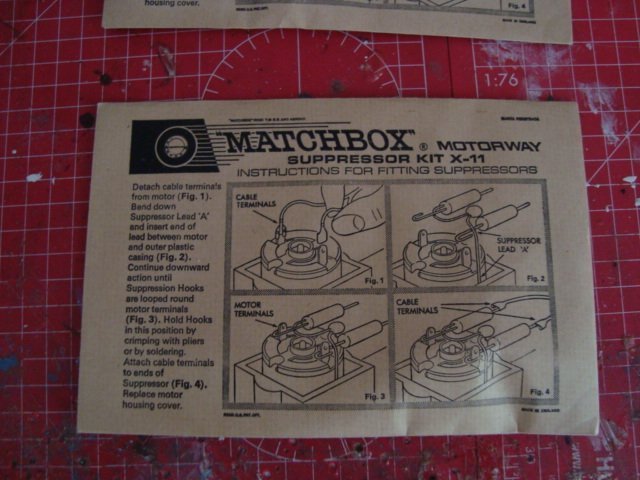 housing cover.
Fig. 4
MADE IN ENGLAND
1:76
"MATCHBOX" ® MOTORWAY
SUPPRESSOR KIT X-11
INSTRUCTIONS FOR FITTING SUPPRESSORS
Detach cable terminals
from motor (Fig. 1).
Bend down
Suppressor Lead 'A'
and insert end of
lead between motor
and outer plastic
casing (Fig. 2).
Continue downward
action until
Suppression Hooks
are looped round
motor terminals
(Fig. 3). Hold Hooks
in this position by
crimping with pliers
or by soldering.
Attach cable terminals
to ends of
Suppressor (Fig. 4).
Replace motor
housing cover.
CABLE
TERMINALS
Fig. 1
SUPPRESSOR
LEAD 'A'
Fig. 2
MOTOR
TERMINALS
Fig. 3
CABLE
TERMINALS
Fig. 4
MADE IN ENGLAND